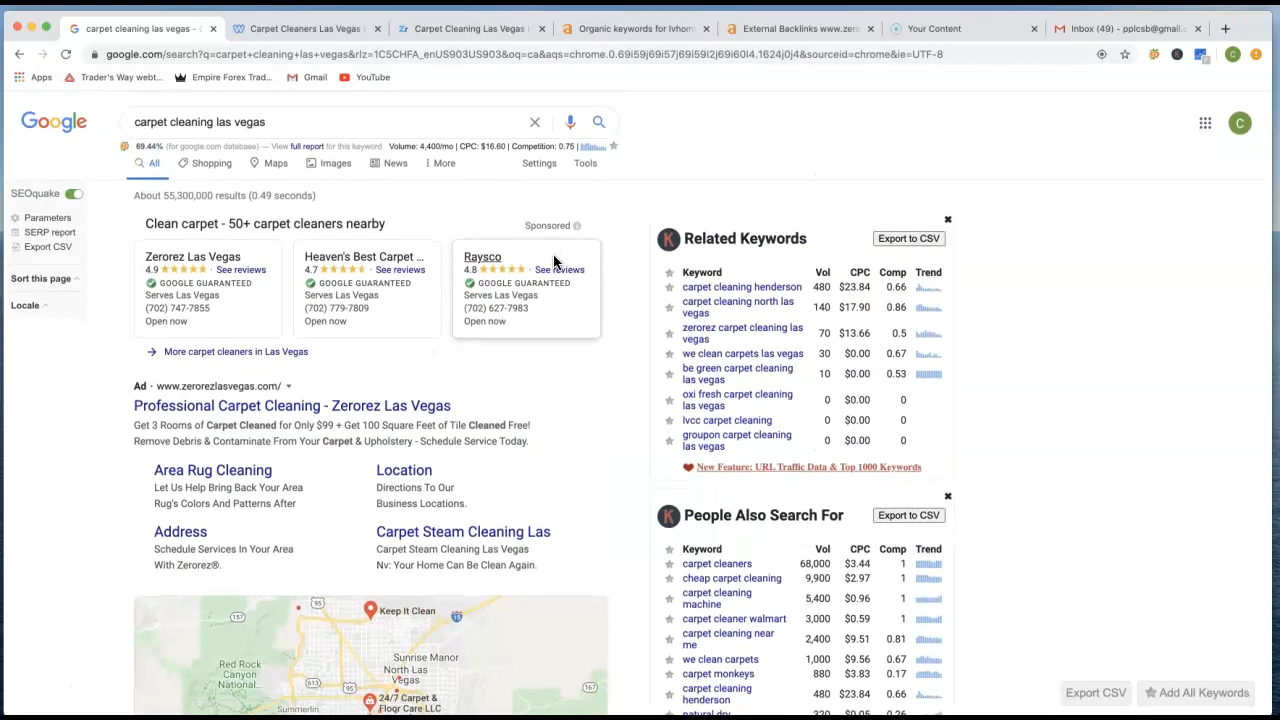 carpet cleaning las vegas -
Carpet Cleaners Las Vegas
Carpet Cleaning Las Vegas
Organic keywords for lvhom
External Backlinks www.zer
Your Content
Inbox (49) - pplcsb@gmail.c
google.com/search?q=carpet+cleaning+las+vegas&rlz=1C5CHFA_enUS903US903&oq=ca&aqs=chrome.0.69i59j69i57j69i59l2j69i60l4.1624j0j4&sourceid=chrome&ie=UTF-8
Apps
Trader's Way webt...
Empire Forex Trad...
Gmail
YouTube
Google
carpet cleaning las vegas
69.44% (for google.com database) — View full report for this keyword Volume: 4,400/mo | CPC: $16.60 | Competition: 0.75 |
All
Shopping
Maps
Images
News
More
Settings
Tools
SEOquake
Parameters
SERP report
Export CSV
Sort this page
Locale
About 55,300,000 results (0.49 seconds)
Clean carpet - 50+ carpet cleaners nearby
Sponsored
Zerorez Las Vegas
4.9 · See reviews
GOOGLE GUARANTEED
Serves Las Vegas
(702) 747-7855
Open now
Heaven's Best Carpet ...
4.7 · See reviews
GOOGLE GUARANTEED
Serves Las Vegas
(702) 779-7809
Open now
Raysco
4.8 · See reviews
GOOGLE GUARANTEED
Serves Las Vegas
(702) 627-7983
Open now
More carpet cleaners in Las Vegas
Ad · www.zerorezlasvegas.com/
Professional Carpet Cleaning - Zerorez Las Vegas
Get 3 Rooms of Carpet Cleaned for Only $99 + Get 100 Square Feet of Tile Cleaned Free!
Remove Debris & Contaminate From Your Carpet & Upholstery - Schedule Service Today.
Area Rug Cleaning
Let Us Help Bring Back Your Area
Rug's Colors And Patterns After
Location
Directions To Our
Business Locations.
Address
Schedule Services In Your Area
With Zerorez®.
Carpet Steam Cleaning Las
Carpet Steam Cleaning Las Vegas
Nv: Your Home Can Be Clean Again.
95
157
Keep It Clean
15
Red Rock
Canyon
National...
Sunrise Manor
North Las
Vegas
613
95
167
24/7 Carpet &
Floor Care LLC
Summerlin
Related Keywords
Export to CSV
Keyword Vol CPC Comp Trend
carpet cleaning henderson 480 $23.84 0.66
carpet cleaning north las
vegas 140 $17.90 0.86
zerorez carpet cleaning las
vegas 70 $13.66 0.5
we clean carpets las vegas 30 $0.00 0.67
be green carpet cleaning
las vegas 10 $0.00 0.53
oxi fresh carpet cleaning
las vegas 0 $0.00 0
lvcc carpet cleaning 0 $0.00 0
groupon carpet cleaning
las vegas 0 $0.00 0
New Feature: URL Traffic Data & Top 1000 Keywords
People Also Search For
Export to CSV
Keyword Vol CPC Comp Trend
carpet cleaners 68,000 $3.44 1
cheap carpet cleaning 9,900 $2.97 1
carpet cleaning
machine 5,400 $0.96 1
carpet cleaner walmart 3,000 $0.59 1
carpet cleaning near
me 2,400 $9.51 0.81
we clean carpets 1,000 $9.56 0.67
carpet monkeys 880 $3.83 0.17
carpet cleaning
henderson 480 $23.84 0.66
natural dry 320 $0.05 0.26
Export CSV
Add All Keywords